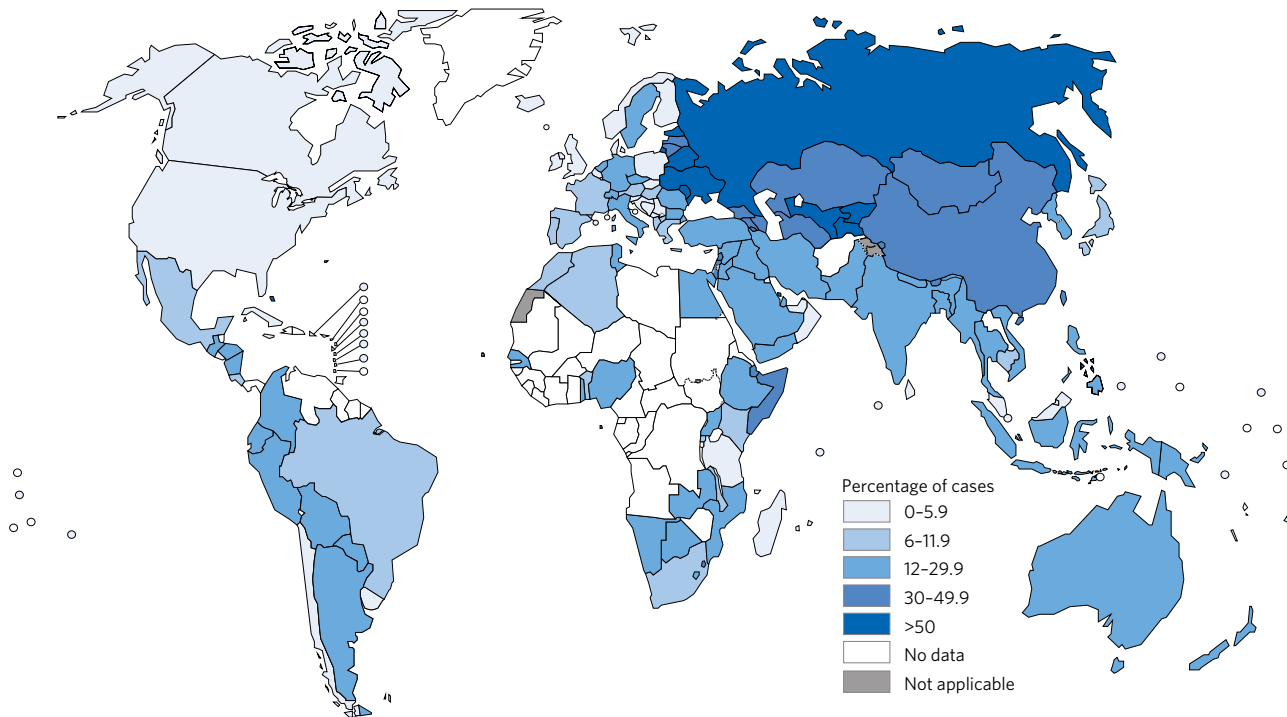 Percentage of cases
0–5.9
6–11.9
12–29.9
30–49.9
>50
No data
Not applicable